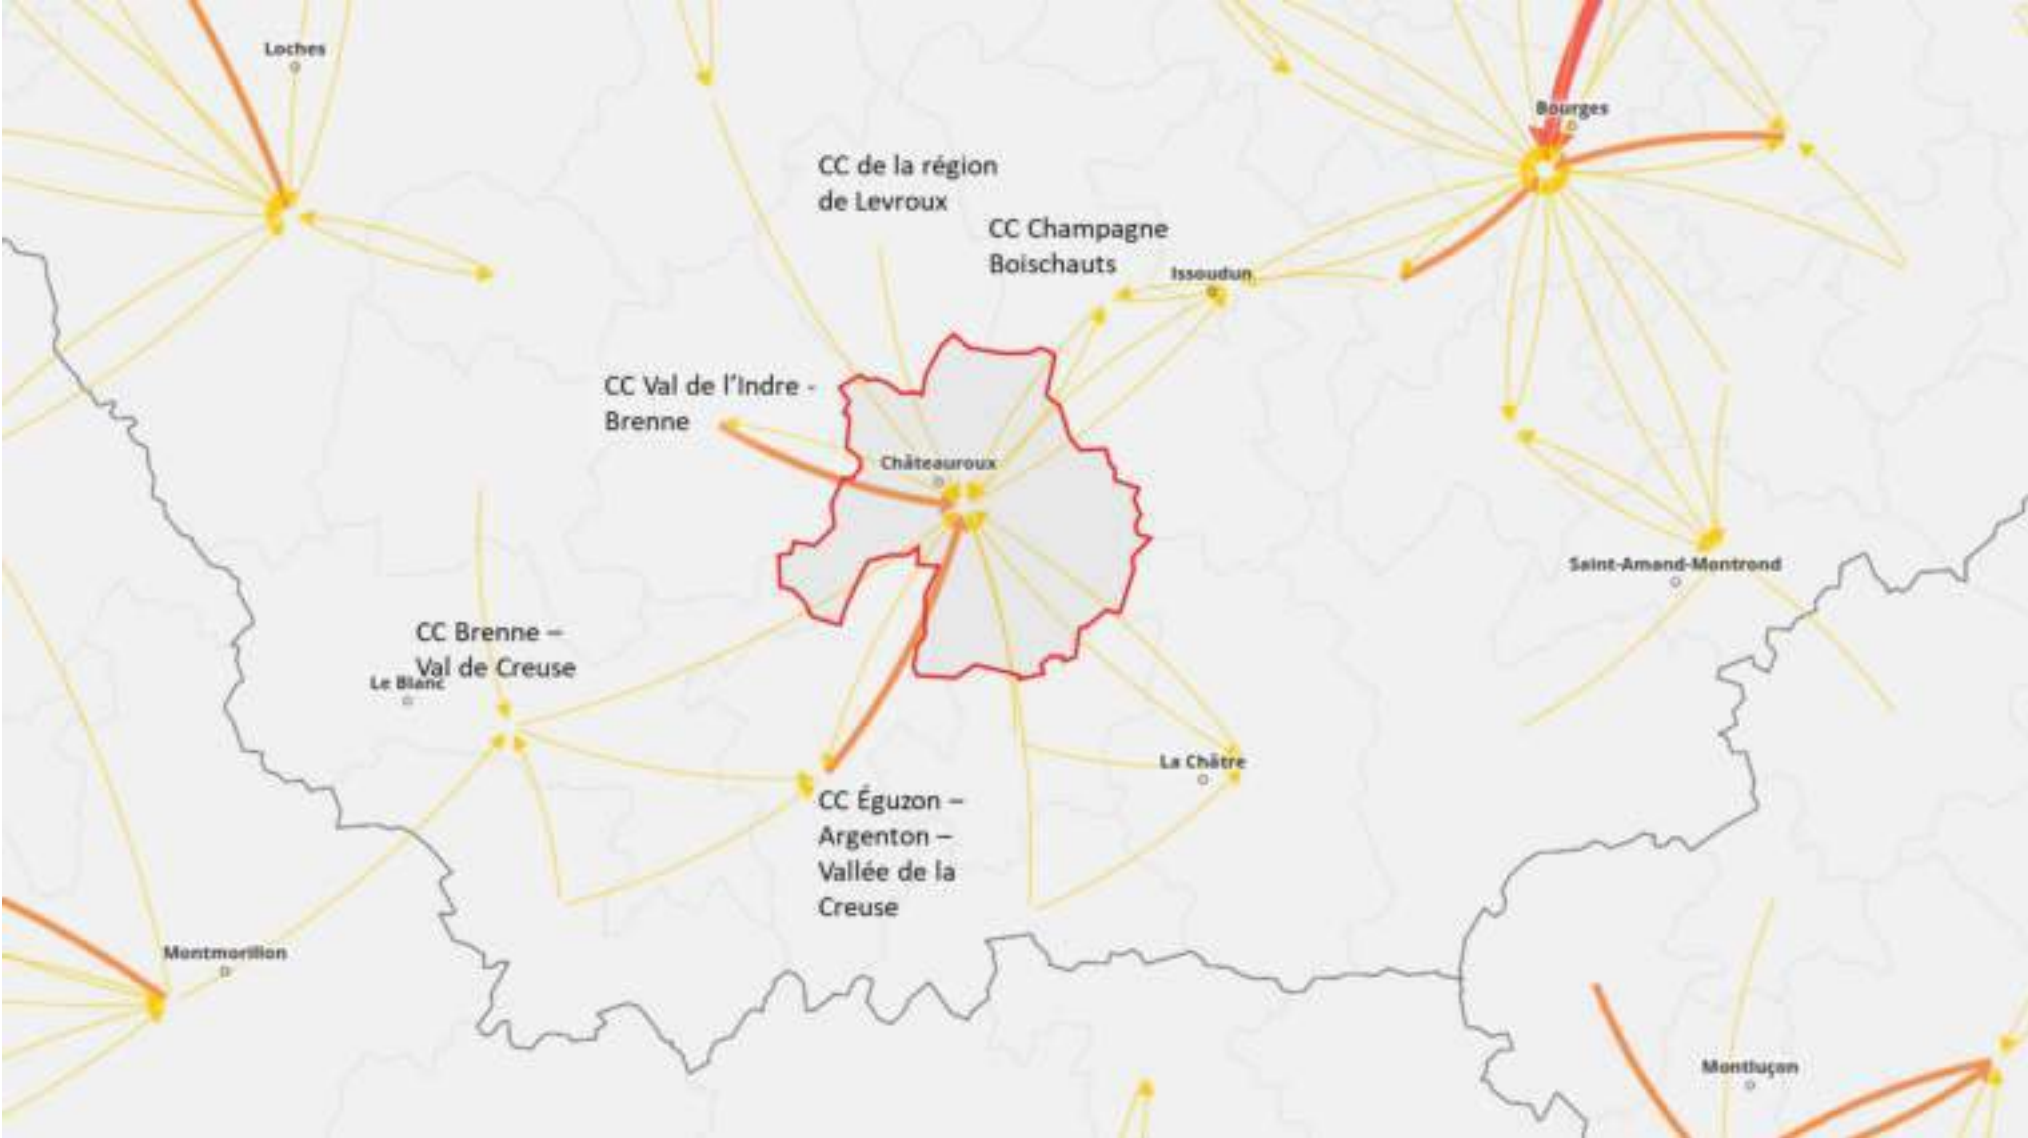 Loches
Bourges
CC de la région
de Levroux
CC Champagne
Boischauts
Issoudun
CC Val de l'Indre -
Brenne
Châteauroux
Saint-Amand-Montrond
CC Brenne –
Val de Creuse
Le Blanc
La Châtre
CC Éguzon –
Argenton –
Vallée de la
Creuse
Montmorillon
Montluçon